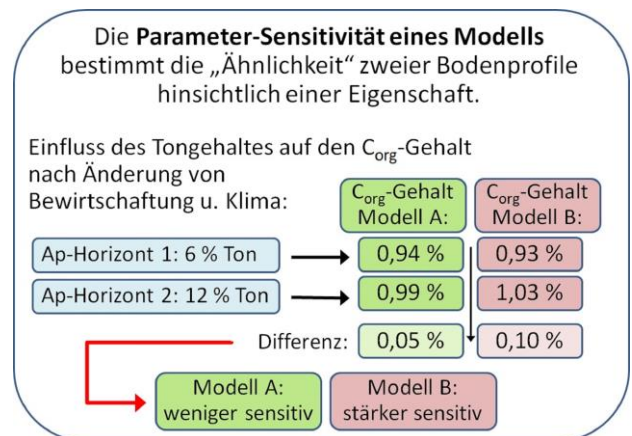 Die Parameter-Sensitivität eines Modells
bestimmt die „Ähnlichkeit“ zweier Bodenprofile
hinsichtlich einer Eigenschaft.
Einfluss des Tongehaltes auf den Corg-Gehalt
nach Änderung von
Bewirtschaftung u. Klima:
Corg-Gehalt
Modell A:
Corg-Gehalt
Modell B:
Ap-Horizont 1: 6 % Ton
0,94 %
0,93 %
Ap-Horizont 2: 12 % Ton
0,99 %
1,03 %
Differenz:
0,05 %
0,10 %
Modell A:
weniger sensitiv
Modell B:
stärker sensitiv